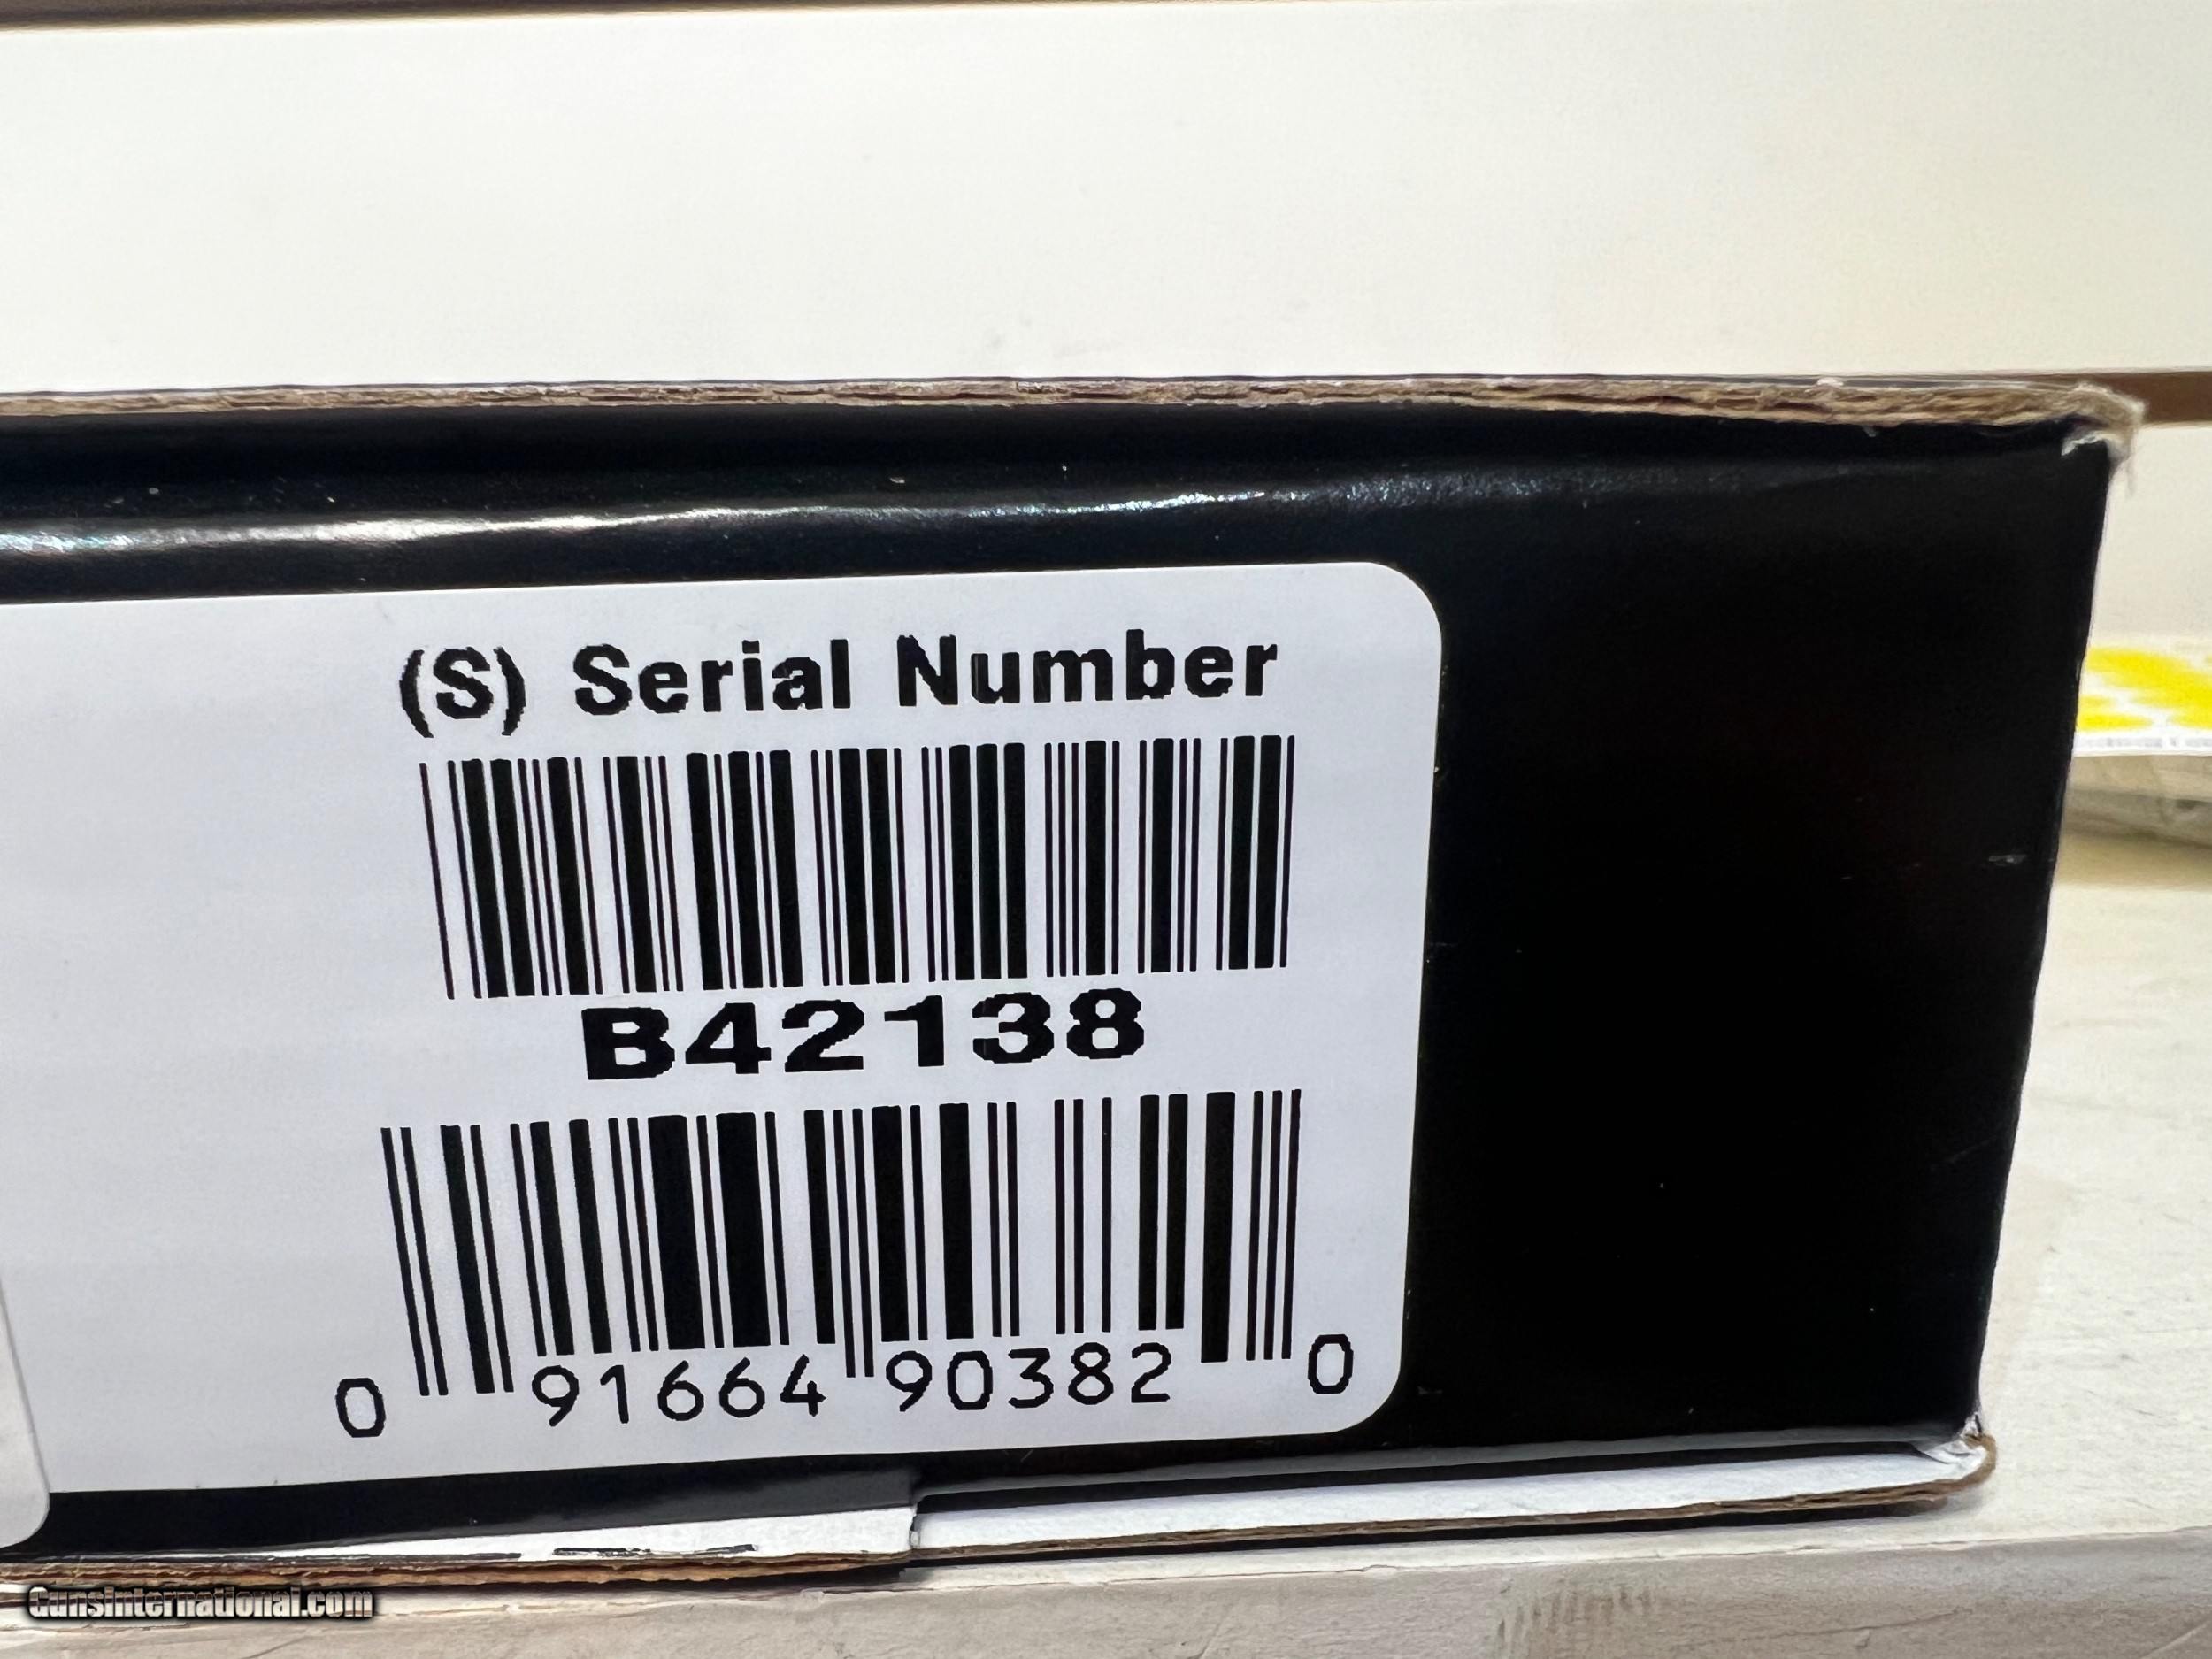 (S) Serial Number
B42138
0 91664 90382 0
GunsInternational.com